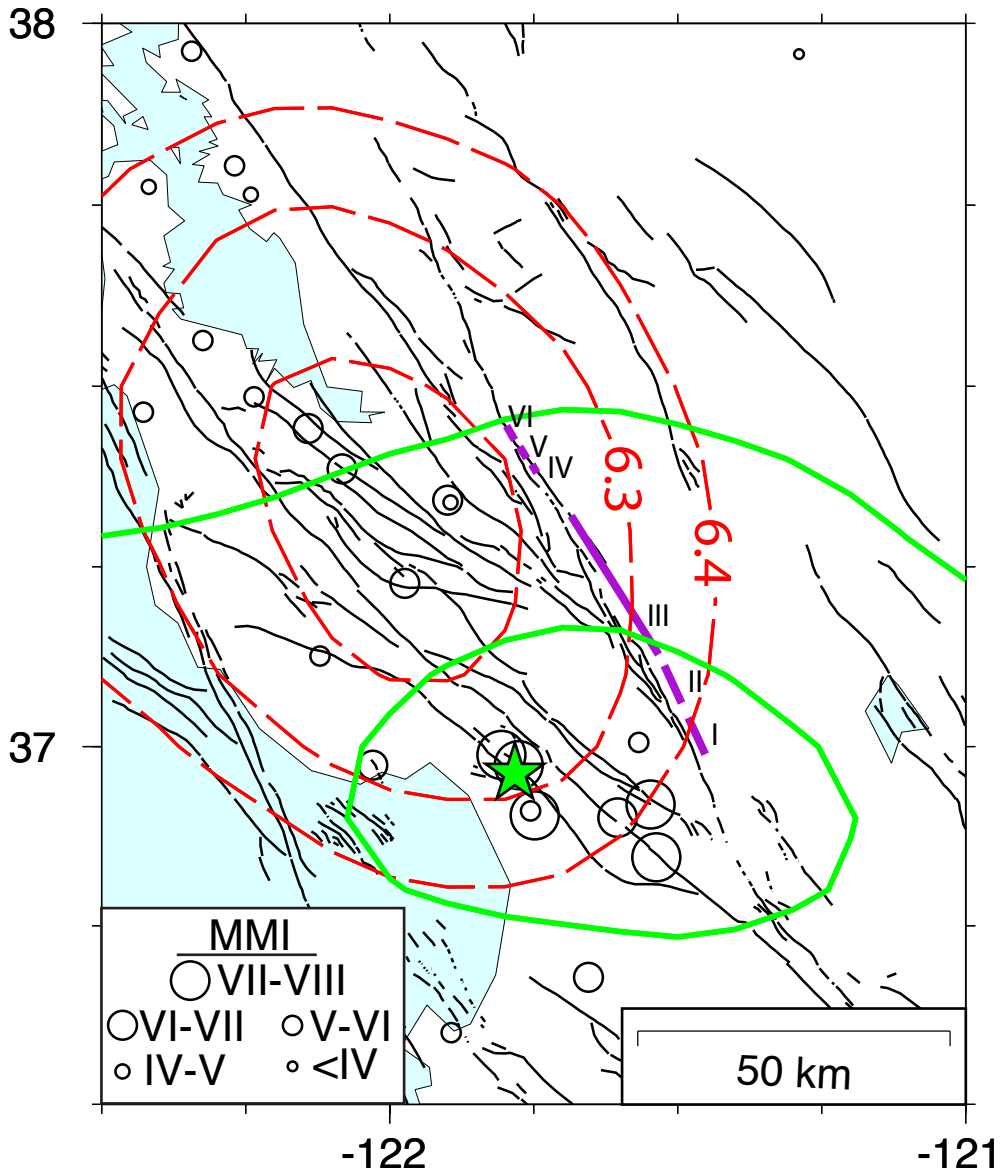 38
VI
V
IV
6.3
6.4
III
II
I
37
MMI
VII-VIII
VI-VII V-VI
IV-V <IV
50 km
-122 -121